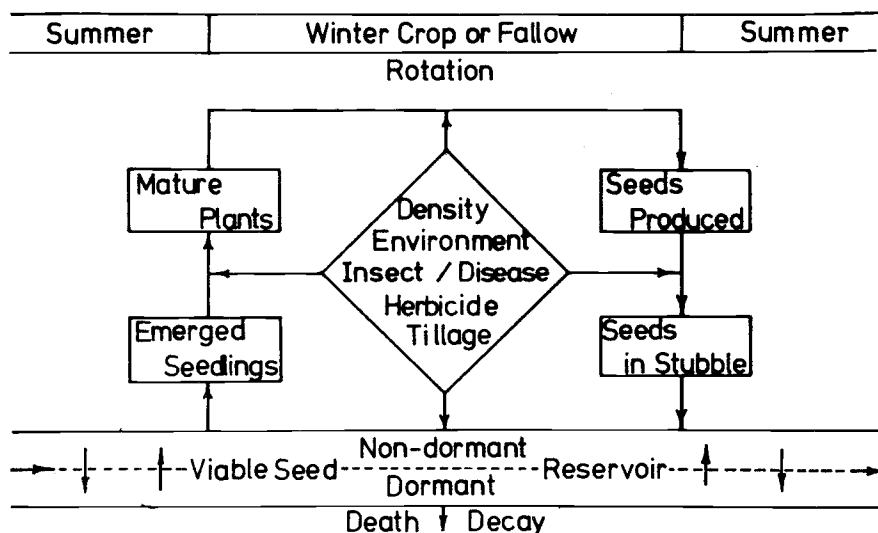 Summer
Winter Crop or Fallow
Summer
Rotation
Mature
Plants
Density
Environment
Insect / Disease
Herbicide
Tillage
Seeds
Produced
Emerged
Seedlings
Seeds
in Stubble
Non-dormant
Viable Seed
Reservoir
Dormant
Death
Decay